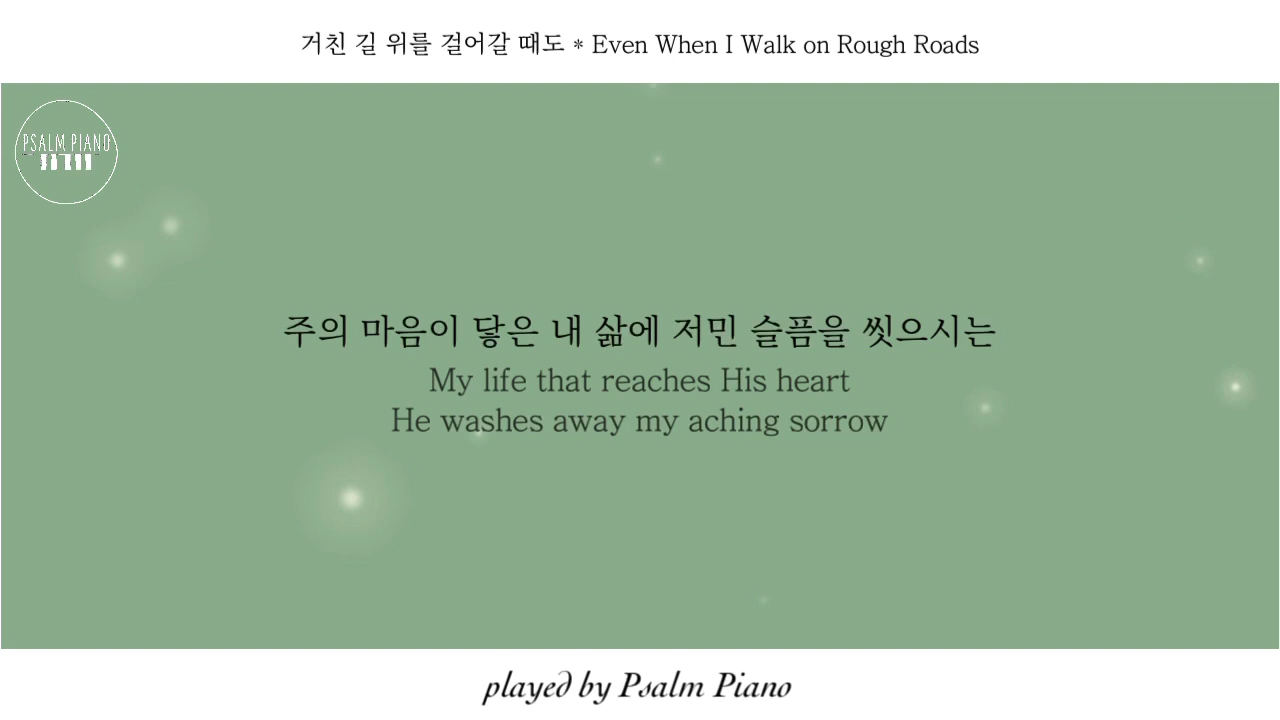 거친 길 위를 걸어갈 때도 * Even When I Walk on Rough Roads
PSALM PIANO
주의 마음이 닿은 내 삶에 저민 슬픔을 씻으시는
My life that reaches His heart
He washes away my aching sorrow
played by Psalm Piano